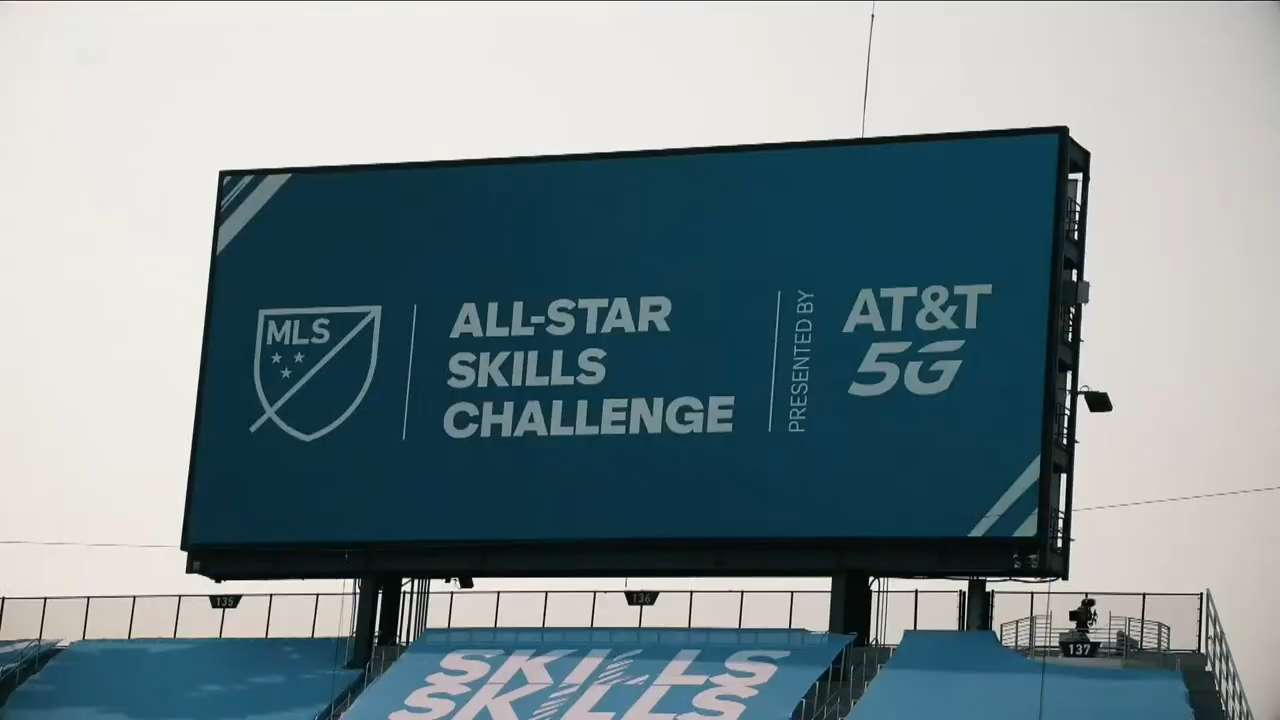 MLS
ALL-STAR
SKILLS
CHALLENGE
PRESENTED BY
AT&T
5G
135
136
137
SKILLS
SKILLS